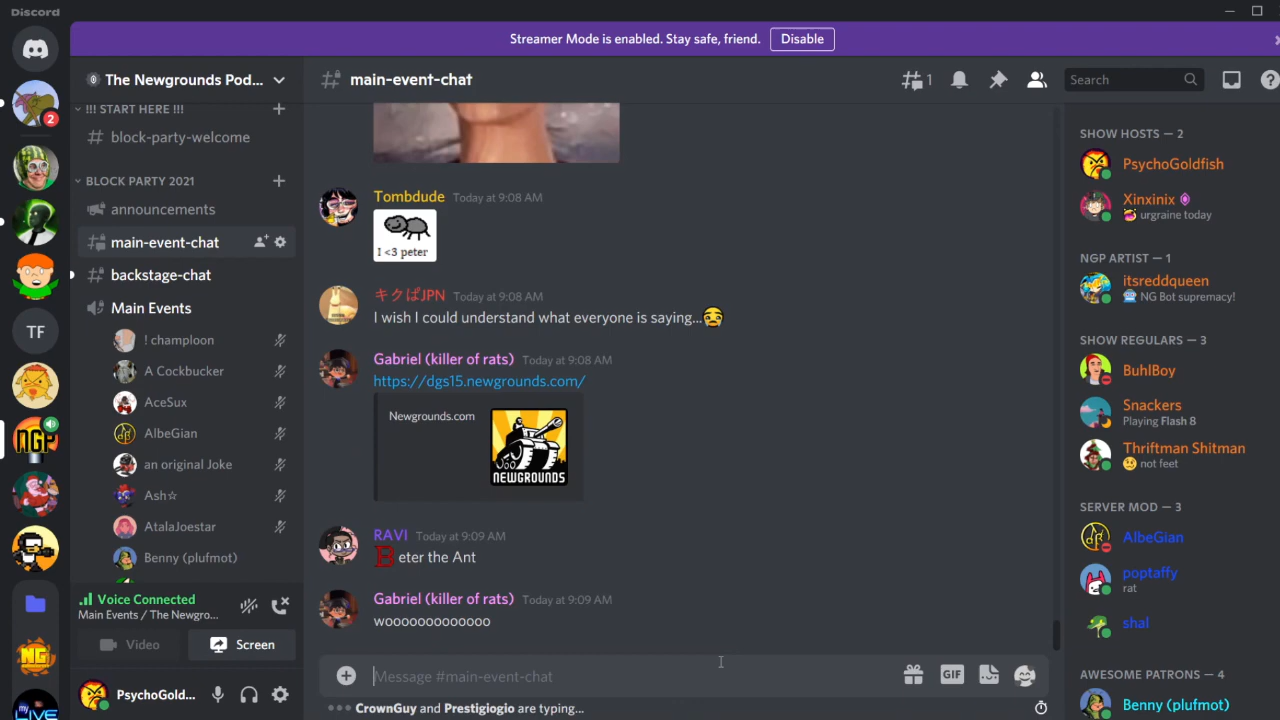 Discord
Streamer Mode is enabled. Stay safe, friend.
Disable
2
TF
NGP
NG
LIVE
The Newgrounds Pod...
!!! START HERE !!!
block-party-welcome
BLOCK PARTY 2021
announcements
main-event-chat
backstage-chat
Main Events
! champloon
A Cockbucker
AceSux
AlbeGian
an original Joke
Ash☆
AtalaJoestar
Benny (plufmot)
Voice Connected
Main Events / The Newgro...
Video
Screen
PsychoGold...
main-event-chat
1
Search
Tombdude Today at 9:08 AM
I <3 peter
キクぱJPN Today at 9:08 AM
I wish I could understand what everyone is saying...😥
Gabriel (killer of rats) Today at 9:08 AM
https://dgs15.newgrounds.com/
Newgrounds.com
NEWGROUNDS
RAVI Today at 9:09 AM
Beter the Ant
Gabriel (killer of rats) Today at 9:09 AM
wooooooooooooo
Message #main-event-chat
GIF
CrownGuy and Prestigiogio are typing...
SHOW HOSTS — 2
PsychoGoldfish
Xinxinix
urgraine today
NGP ARTIST — 1
itsreddqueen
NG Bot supremacy!
SHOW REGULARS — 3
BuhlBoy
Snackers
Playing Flash 8
Thriftman Shitman
not feet
SERVER MOD — 3
AlbeGian
poptaffy
rat
shal
AWESOME PATRONS — 4
Benny (plufmot)